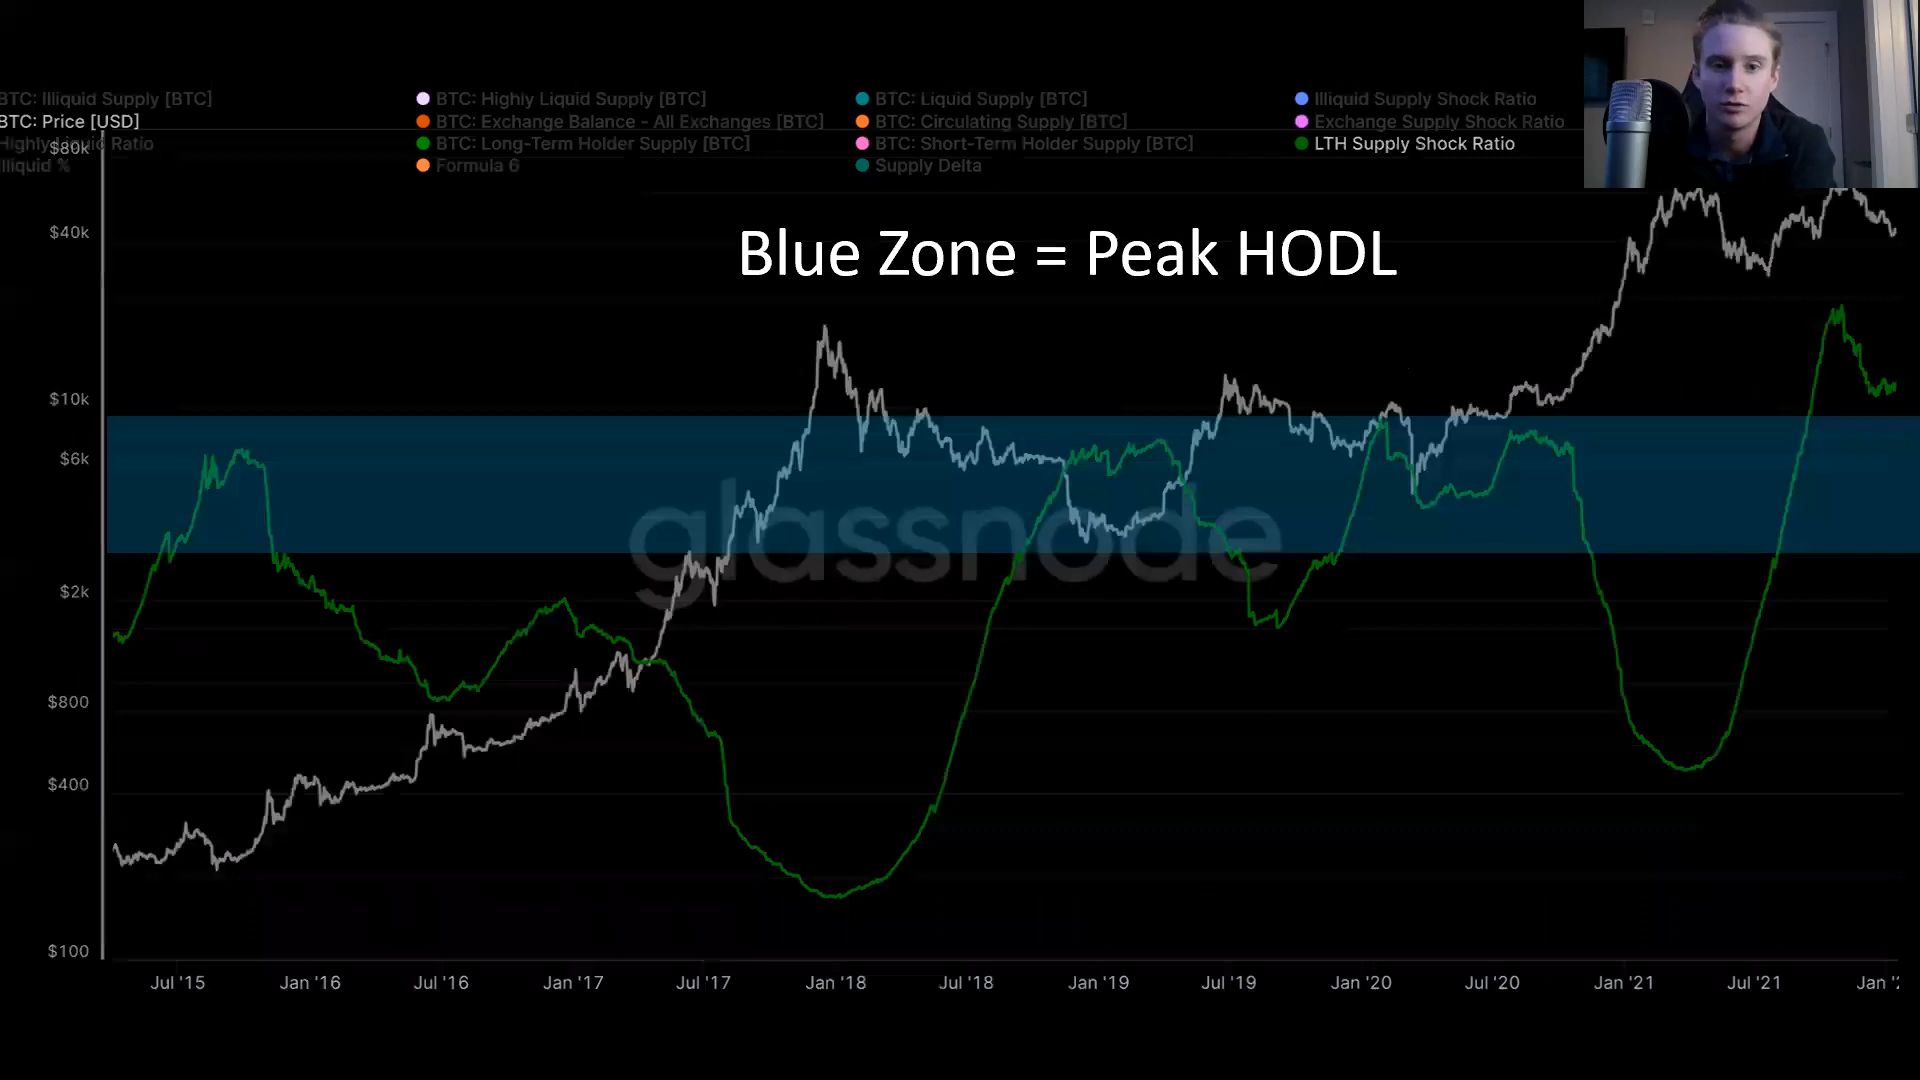 BTC: Illiquid Supply [BTC] BTC: Highly Liquid Supply [BTC] BTC: Liquid Supply [BTC] Illiquid Supply Shock Ratio
BTC: Price [USD] BTC: Exchange Balance - All Exchanges [BTC] BTC: Circulating Supply [BTC] Exchange Supply Shock Ratio
Highly Liquid Ratio BTC: Long-Term Holder Supply [BTC] BTC: Short-Term Holder Supply [BTC] LTH Supply Shock Ratio
Illiquid % Formula 6 Supply Delta
$80k
$40k
Blue Zone = Peak HODL
$10k
$6k
glassnode
$2k
$800
$400
$100
Jul '15 Jan '16 Jul '16 Jan '17 Jul '17 Jan '18 Jul '18 Jan '19 Jul '19 Jan '20 Jul '20 Jan '21 Jul '21 Jan